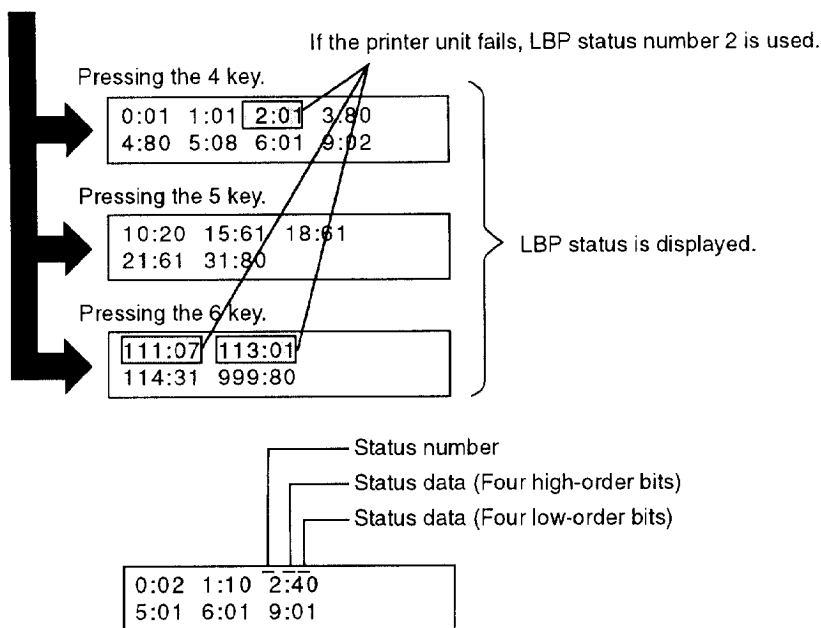 If the printer unit fails, LBP status number 2 is used.
Pressing the 4 key.
0:01 1:01 2:01 3:80
4:80 5:08 6:01 9:02
Pressing the 5 key.
10:20 15:61 18:61
21:61 31:80
LBP status is displayed.
Pressing the 6 key.
111:07 113:01
114:31 999:80
Status number
Status data (Four high-order bits)
Status data (Four low-order bits)
0:02 1:10 2:40
5:01 6:01 9:01